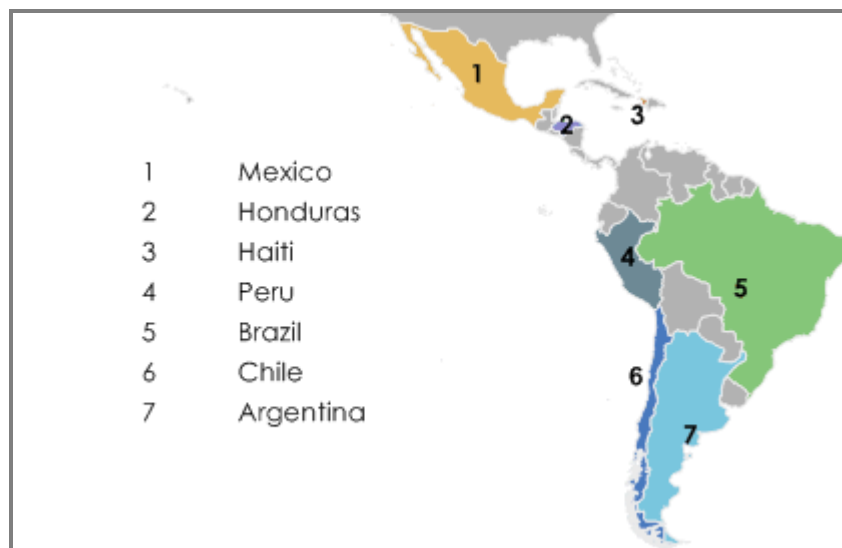 1
2
3
1 Mexico
2 Honduras
3 Haiti
4 Peru
5 Brazil
6 Chile
7 Argentina
4
5
6
7